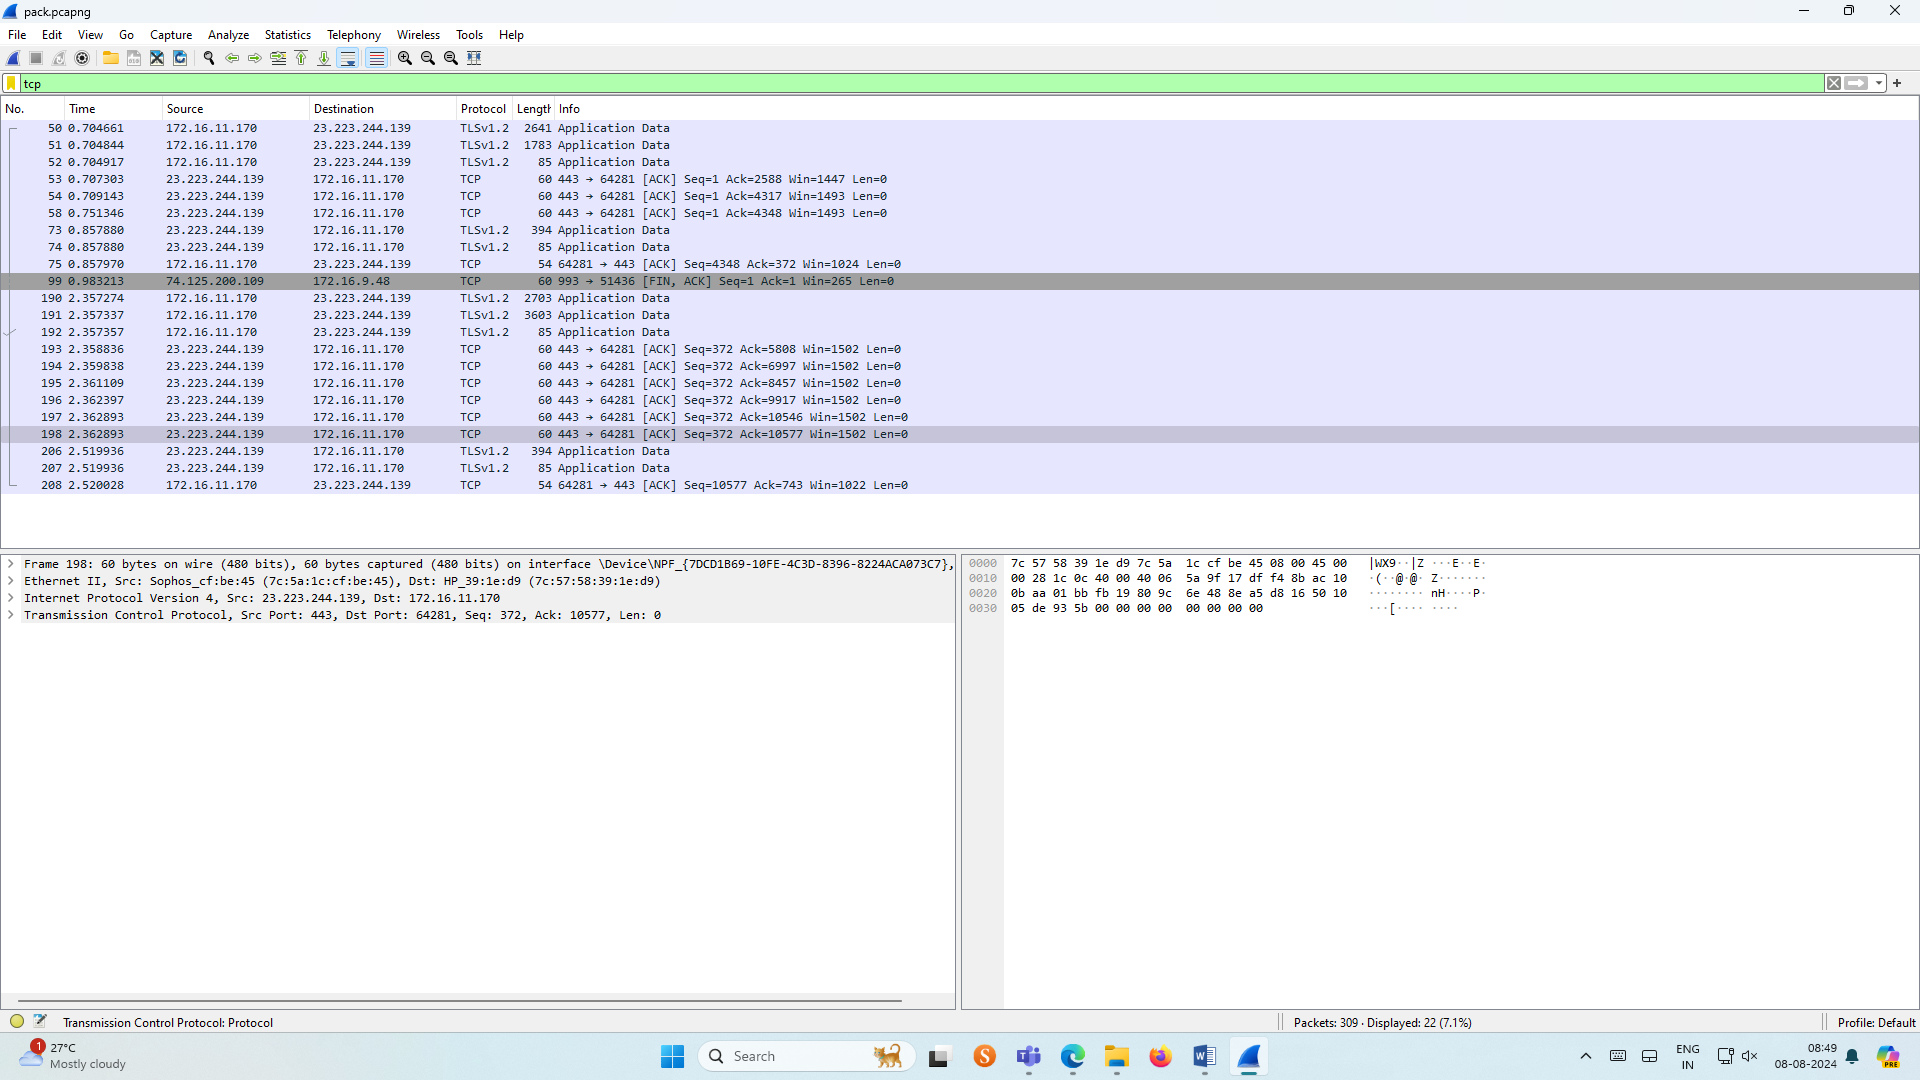 pack.pcapng
File Edit View Go Capture Analyze Statistics Telephony Wireless Tools Help
tcp
No. Time Source Destination Protocol Length Info
50 0.704661 172.16.11.170 23.223.244.139 TLSv1.2 2641 Application Data
51 0.704844 172.16.11.170 23.223.244.139 TLSv1.2 1783 Application Data
52 0.704917 172.16.11.170 23.223.244.139 TLSv1.2 85 Application Data
53 0.707303 23.223.244.139 172.16.11.170 TCP 60 443 → 64281 [ACK] Seq=1 Ack=2588 Win=1447 Len=0
54 0.709143 23.223.244.139 172.16.11.170 TCP 60 443 → 64281 [ACK] Seq=1 Ack=4317 Win=1493 Len=0
58 0.751346 23.223.244.139 172.16.11.170 TCP 60 443 → 64281 [ACK] Seq=1 Ack=4348 Win=1493 Len=0
73 0.857880 23.223.244.139 172.16.11.170 TLSv1.2 394 Application Data
74 0.857880 23.223.244.139 172.16.11.170 TLSv1.2 85 Application Data
75 0.857970 172.16.11.170 23.223.244.139 TCP 54 64281 → 443 [ACK] Seq=4348 Ack=372 Win=1024 Len=0
99 0.983213 74.125.200.109 172.16.9.48 TCP 60 993 → 51436 [FIN, ACK] Seq=1 Ack=1 Win=265 Len=0
190 2.357274 172.16.11.170 23.223.244.139 TLSv1.2 2703 Application Data
191 2.357337 172.16.11.170 23.223.244.139 TLSv1.2 3603 Application Data
192 2.357357 172.16.11.170 23.223.244.139 TLSv1.2 85 Application Data
193 2.358836 23.223.244.139 172.16.11.170 TCP 60 443 → 64281 [ACK] Seq=372 Ack=5808 Win=1502 Len=0
194 2.359838 23.223.244.139 172.16.11.170 TCP 60 443 → 64281 [ACK] Seq=372 Ack=6997 Win=1502 Len=0
195 2.361109 23.223.244.139 172.16.11.170 TCP 60 443 → 64281 [ACK] Seq=372 Ack=8457 Win=1502 Len=0
196 2.362397 23.223.244.139 172.16.11.170 TCP 60 443 → 64281 [ACK] Seq=372 Ack=9917 Win=1502 Len=0
197 2.362893 23.223.244.139 172.16.11.170 TCP 60 443 → 64281 [ACK] Seq=372 Ack=10546 Win=1502 Len=0
198 2.362893 23.223.244.139 172.16.11.170 TCP 60 443 → 64281 [ACK] Seq=372 Ack=10577 Win=1502 Len=0
206 2.519936 23.223.244.139 172.16.11.170 TLSv1.2 394 Application Data
207 2.519936 23.223.244.139 172.16.11.170 TLSv1.2 85 Application Data
208 2.520028 172.16.11.170 23.223.244.139 TCP 54 64281 → 443 [ACK] Seq=10577 Ack=743 Win=1022 Len=0
Frame 198: 60 bytes on wire (480 bits), 60 bytes captured (480 bits) on interface \Device\NPF_{7DCD1B69-10FE-4C3D-8396-8224ACA073C7},
Ethernet II, Src: Sophos_cf:be:45 (7c:5a:1c:cf:be:45), Dst: HP_39:1e:d9 (7c:57:58:39:1e:d9)
Internet Protocol Version 4, Src: 23.223.244.139, Dst: 172.16.11.170
Transmission Control Protocol, Src Port: 443, Dst Port: 64281, Seq: 372, Ack: 10577, Len: 0
0000 7c 57 58 39 1e d9 7c 5a 1c cf be 45 08 00 45 00 |WX9··|Z ···E··E·
0010 00 28 1c 0c 40 00 40 06 5a 9f 17 df f4 8b ac 10 ·(··@·@· Z·······
0020 0b aa 01 bb fb 19 80 9c 6e 48 8e a5 d8 16 50 10 ········ nH····P·
0030 05 de 93 5b 00 00 00 00 00 00 00 00 ···[···· ····
Transmission Control Protocol: Protocol
Packets: 309 · Displayed: 22 (7.1%)
Profile: Default
1
27°C
Mostly cloudy
Search
S
ENG
IN
08:49
08-08-2024
PRE